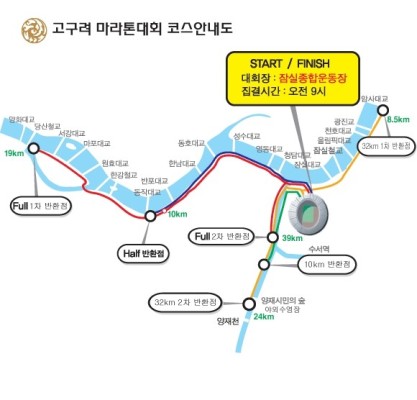 고구려 마라톤대회 코스안내도
START / FINISH
대회장 : 잠실종합운동장
집결시간 : 오전 9시
양화대교
당산철교
서강대교
마포대교
원효대교
한강철교
동작대교
반포대교
한남대교
동호대교
성수대교
영동대교
청담대교
잠실대교
잠실철교
올림픽대교
천호대교
광진교
암사대교
8.5km
32km 1차 반환점
19km
Full 1차 반환점
10km
Half 반환점
Full 2차 반환점
39km
수서역
10km 반환점
32km 2차 반환점
양재시민의 숲
야외수영장
24km
양재천